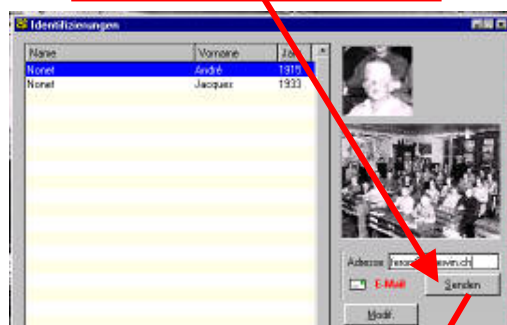 Identifizierungen
Name Vorname
Nonet André 1915
Nonet Jacques 1933
Adresse
E-Mail Senden
Modif.